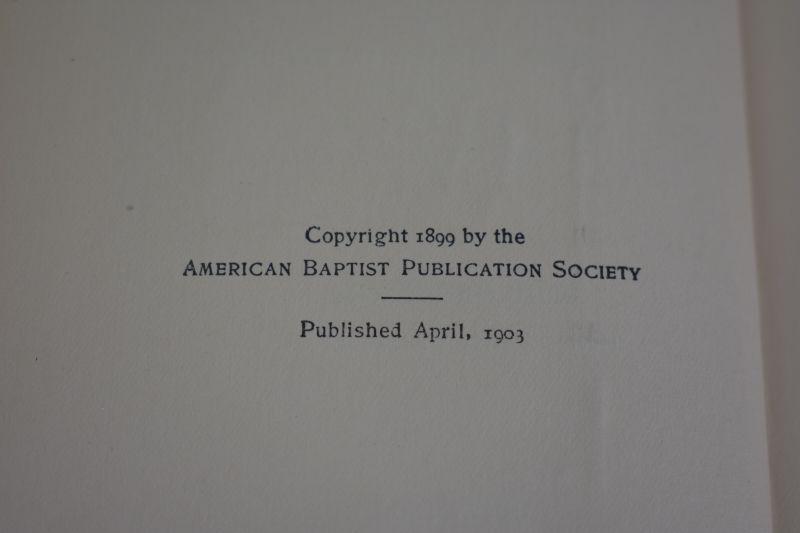 Copyright 1899 by the
AMERICAN BAPTIST PUBLICATION SOCIETY
Published April, 1903